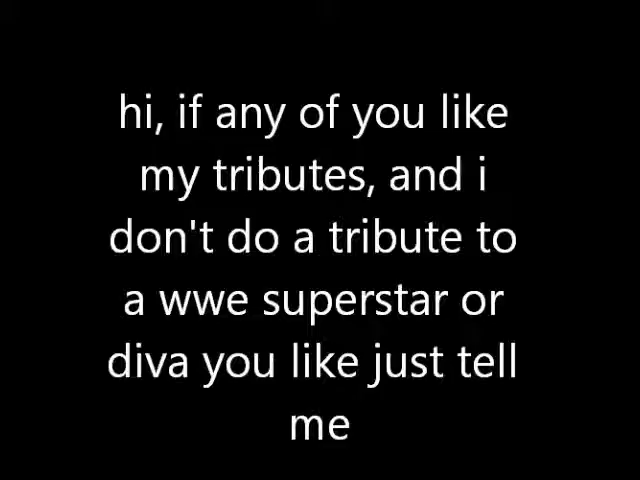 hi, if any of you like
my tributes, and i
don't do a tribute to
a wwe superstar or
diva you like just tell
me